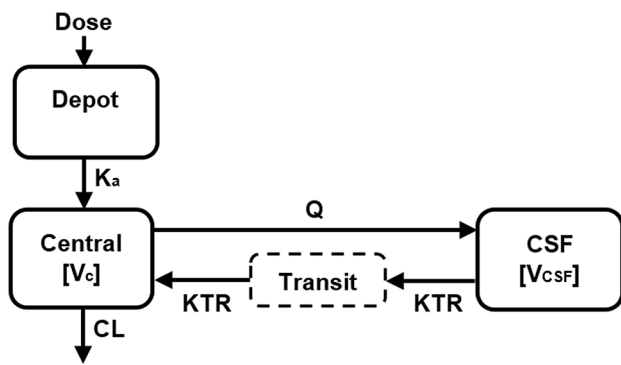 Dose
Depot
Ka
Q
Central
[Vc]
CSF
[VCSF]
Transit
KTR
KTR
CL